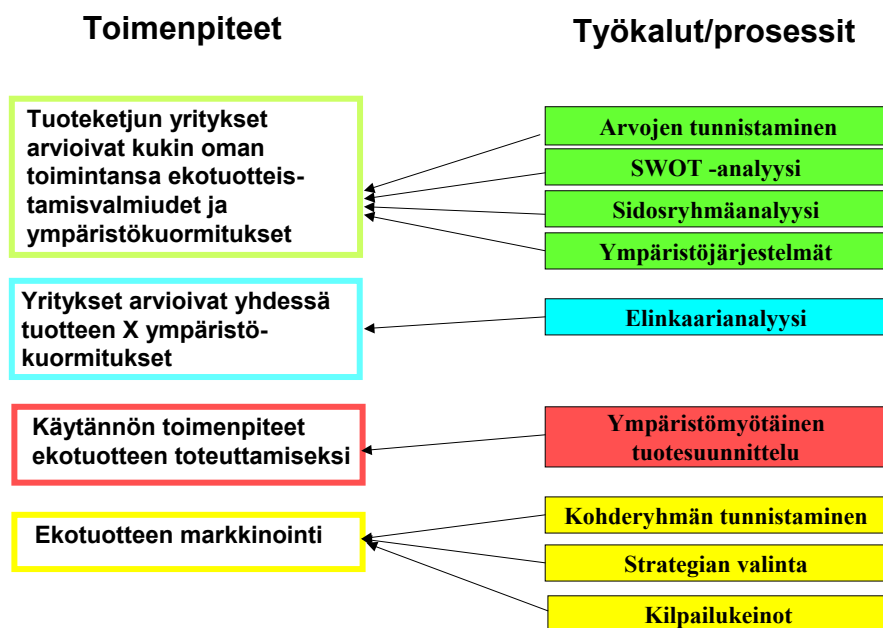 Toimenpiteet
Työkalut/prosessit
Tuoteketjun yritykset
arvioivat kukin oman
toimintansa ekotuotteis-
tamisvalmiudet ja
ympäristökuormitukset
Arvojen tunnistaminen
SWOT -analyysi
Sidosryhmäanalyysi
Ympäristöjärjestelmät
Yritykset arvioivat yhdessä
tuotteen X ympäristö-
kuormitukset
Elinkaarianalyysi
Käytännön toimenpiteet
ekotuotteen toteuttamiseksi
Ympäristömyötäinen
tuotesuunnittelu
Ekotuotteen markkinointi
Kohderyhmän tunnistaminen
Strategian valinta
Kilpailukeinot